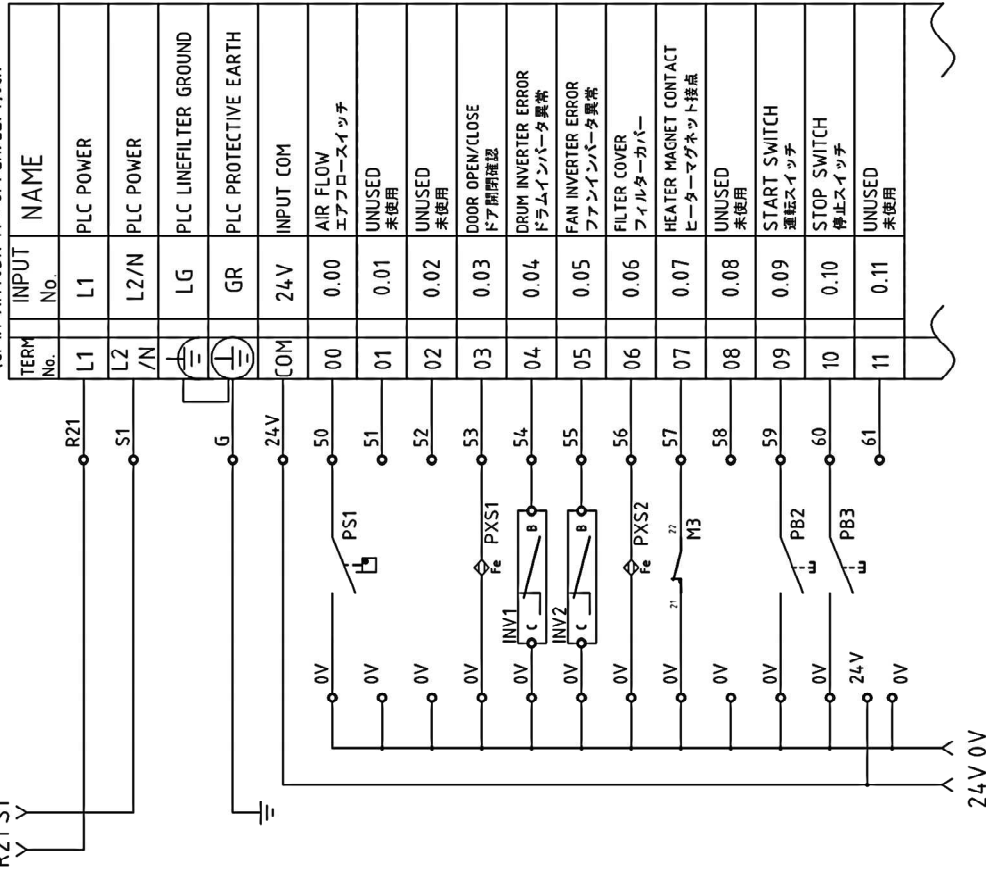 TERM No. INPUT No. NAME
L1 L1 PLC POWER
L2/N L2/N PLC POWER
LG PLC LINEFILTER GROUND
GR PLC PROTECTIVE EARTH
COM 24V INPUT COM
00 0.00 AIR FLOW
エアフロースイッチ
01 0.01 UNUSED
未使用
02 0.02 UNUSED
未使用
03 0.03 DOOR OPEN/CLOSE
ドア開閉確認
04 0.04 DRUM INVERTER ERROR
ドラムインバータ異常
05 0.05 FAN INVERTER ERROR
ファンインバータ異常
06 0.06 FILTER COVER
フィルターカバー
07 0.07 HEATER MAGNET CONTACT
ヒーターマグネット接点
08 0.08 UNUSED
未使用
09 0.09 START SWITCH
運転スイッチ
10 0.10 STOP SWITCH
停止スイッチ
11 0.11 UNUSED
未使用
R21
S1
G
24V
50
51
52
53
54
55
56
57
58
59
60
61
PS1
PXS1
Fe
INV1 C B
INV2 C B
PXS2
Fe
21 22 M3
PB2
PB3
0V
0V
0V
0V
0V
0V
0V
0V
0V
0V
0V
24V
0V
R21 S1
24V 0V